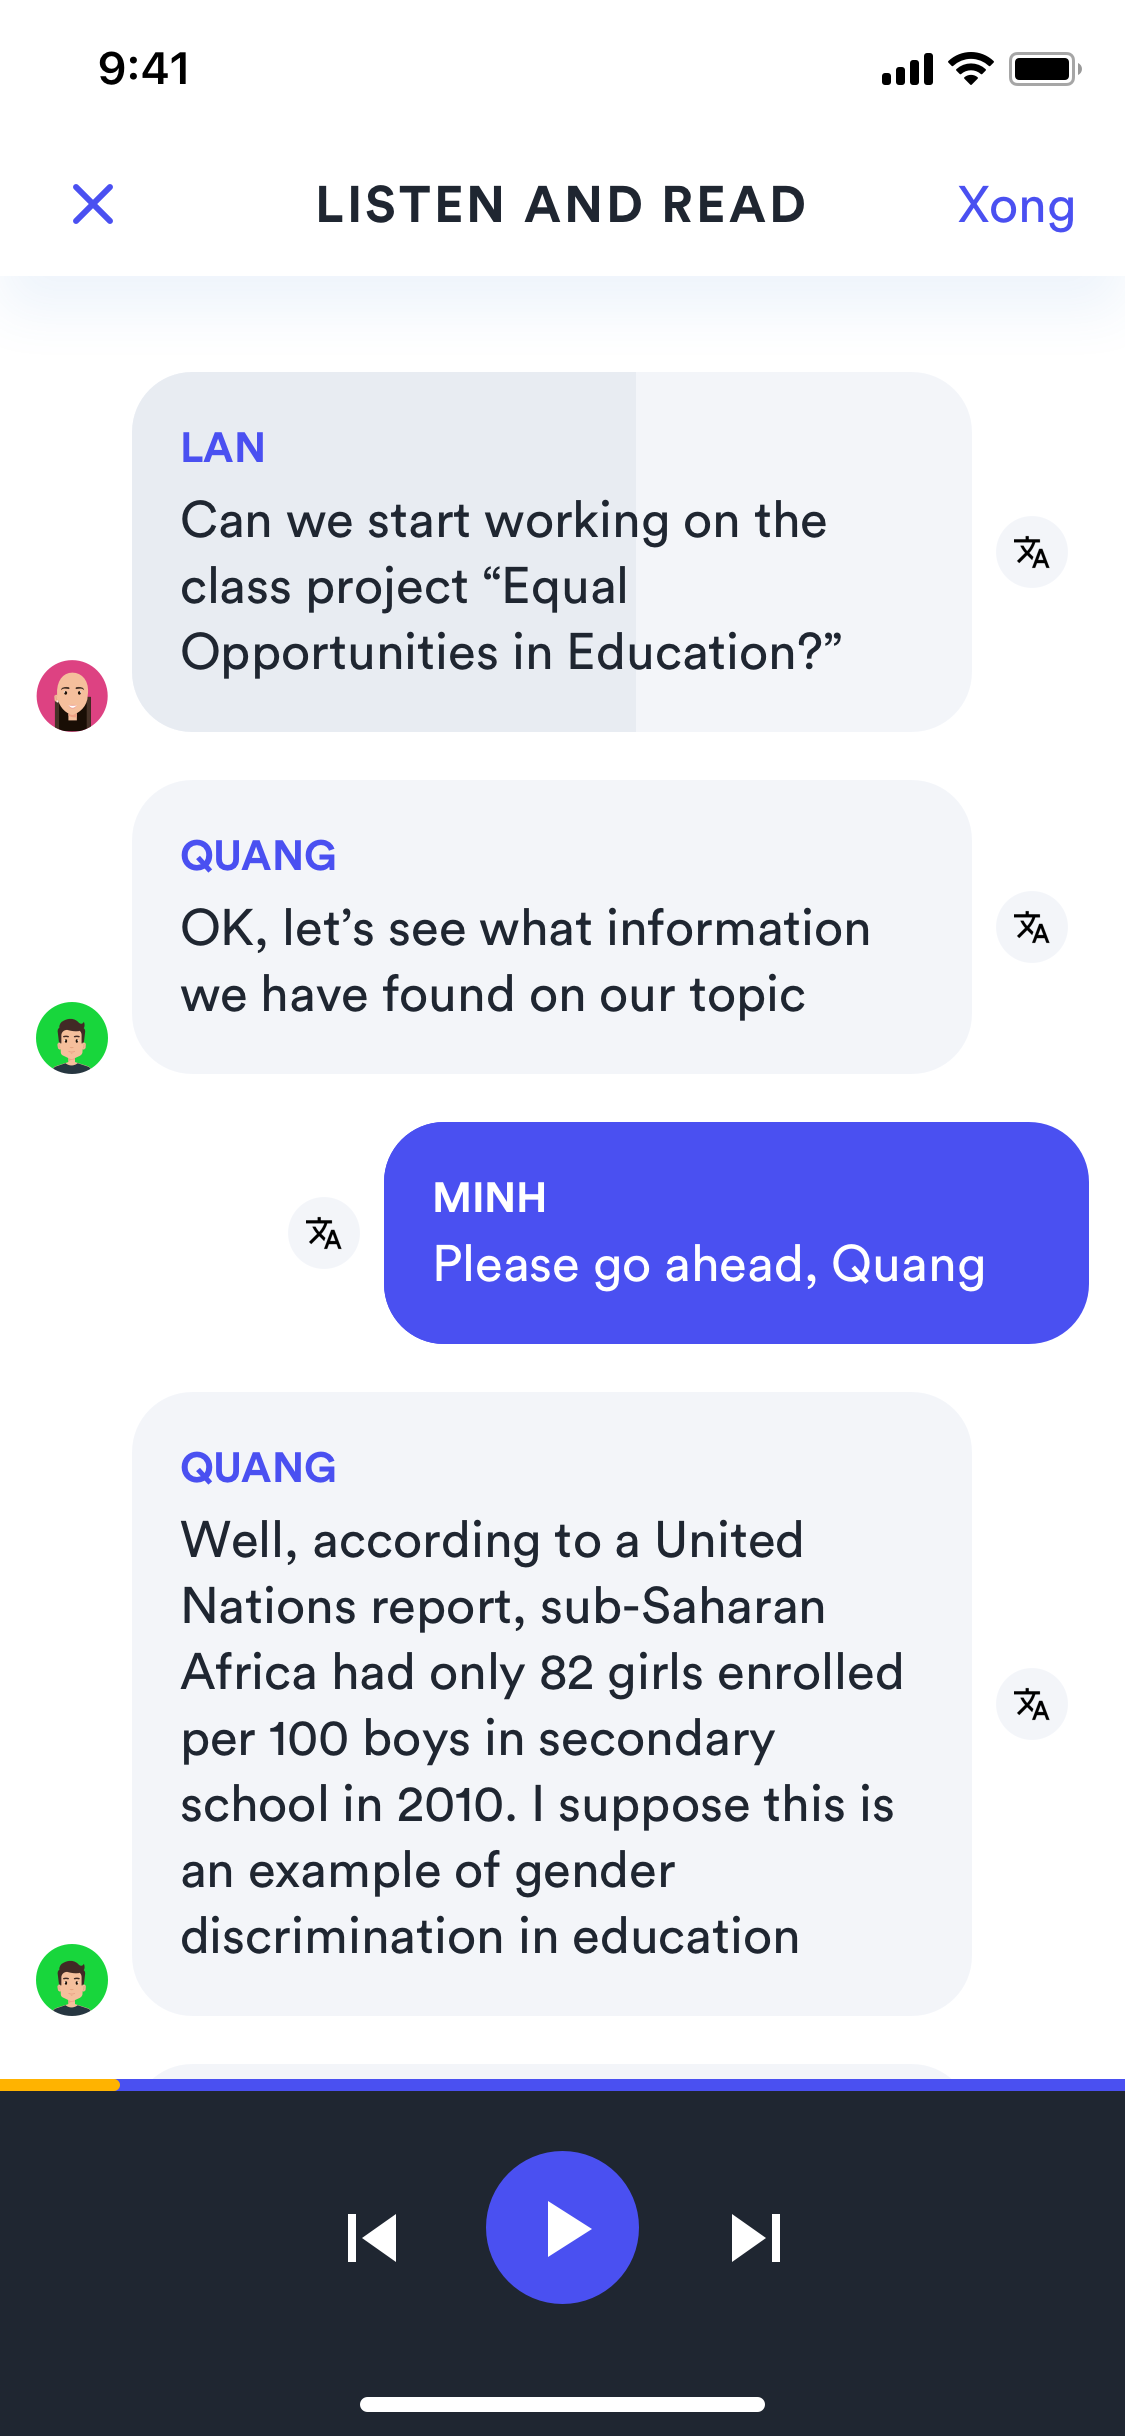 9:41
LISTEN AND READ
Xong
LAN
Can we start working on the
class project “Equal
Opportunities in Education?”
QUANG
OK, let’s see what information
we have found on our topic
MINH
Please go ahead, Quang
QUANG
Well, according to a United
Nations report, sub-Saharan
Africa had only 82 girls enrolled
per 100 boys in secondary
school in 2010. I suppose this is
an example of gender
discrimination in education